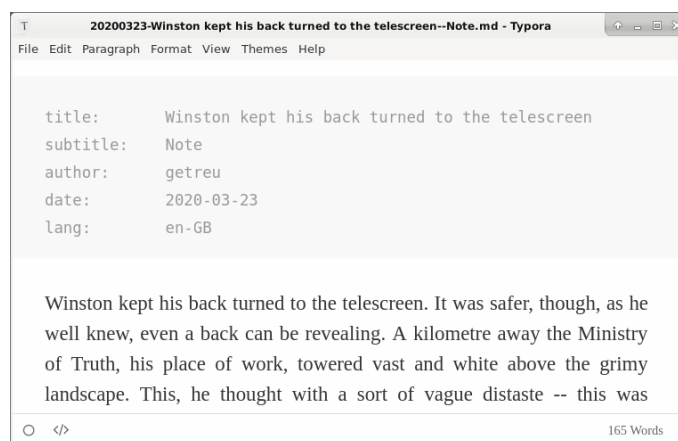 T 20200323-Winston kept his back turned to the telescreen--Note.md - Typora
File Edit Paragraph Format View Themes Help
title: Winston kept his back turned to the telescreen
subtitle: Note
author: getreu
date: 2020-03-23
lang: en-GB
Winston kept his back turned to the telescreen. It was safer, though, as he
well knew, even a back can be revealing. A kilometre away the Ministry
of Truth, his place of work, towered vast and white above the grimy
landscape. This, he thought with a sort of vague distaste -- this was
</> 165 Words